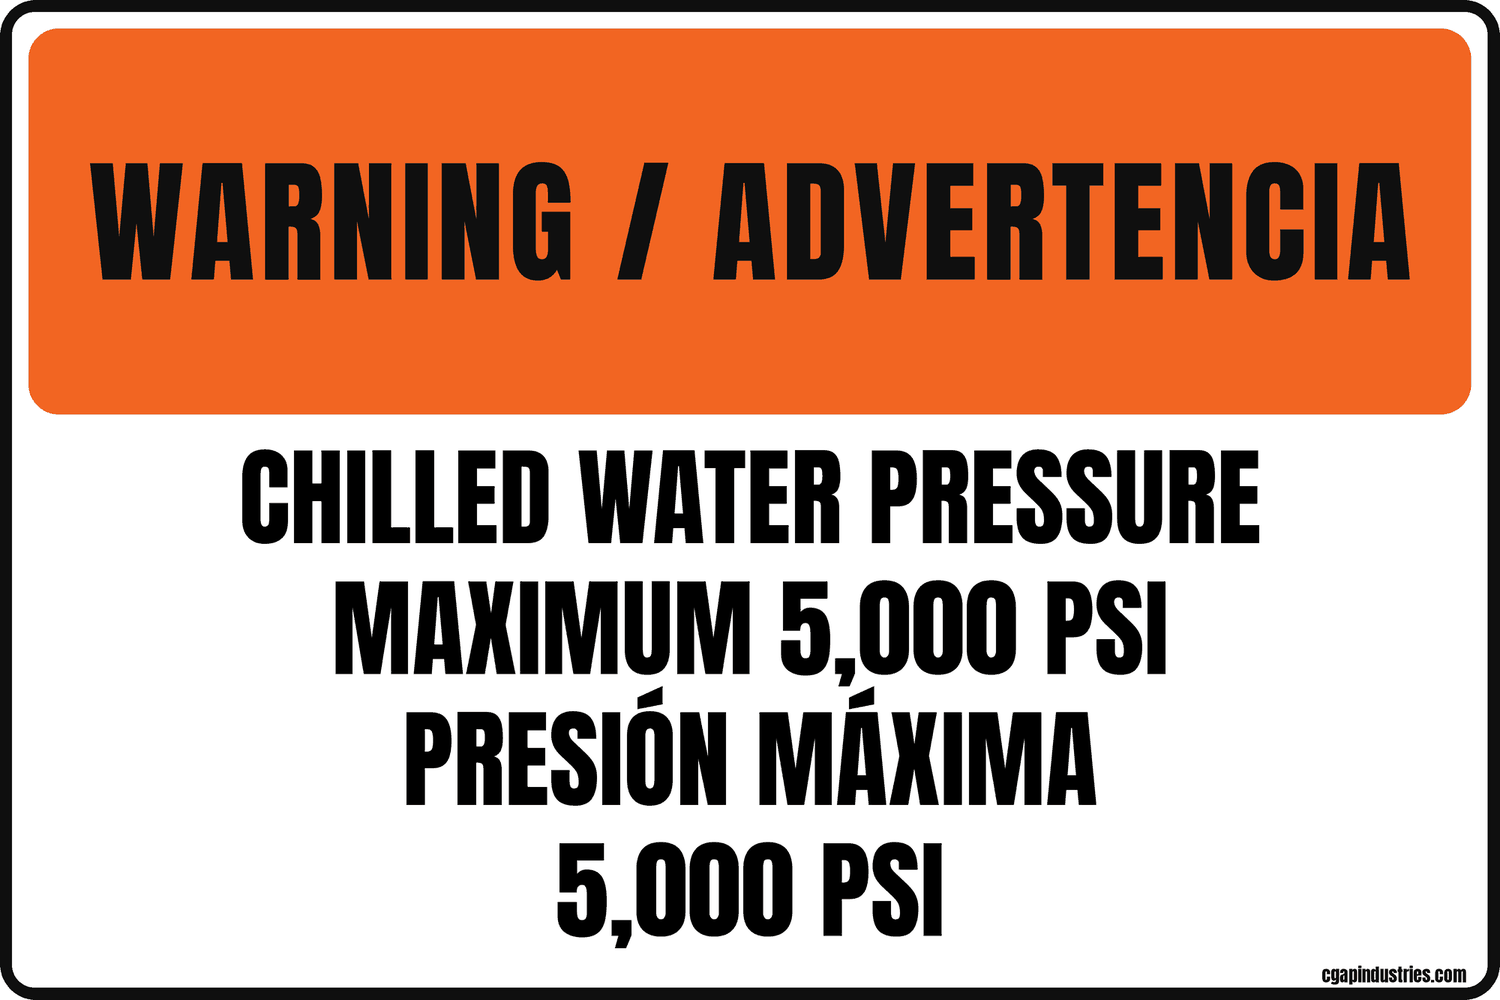 WARNING / ADVERTENCIA
CHILLED WATER PRESSURE
MAXIMUM 5,000 PSI
PRESIÓN MÁXIMA
5,000 PSI
cgapindustries.com